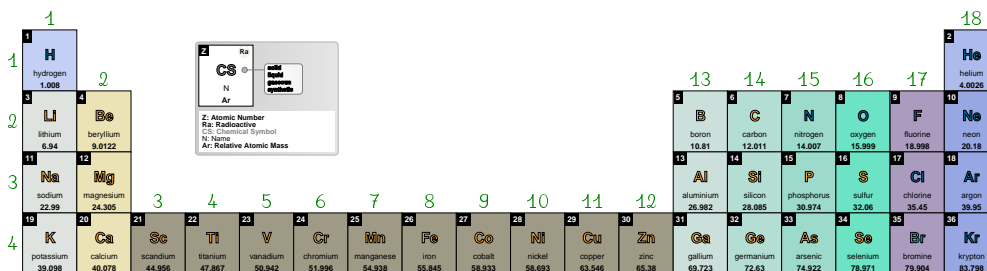 1 18
1 2
Z Ra
H He
CS
solid
liquid
gaseous
synthetic
hydrogen helium
N
1.008 2 13 14 15 16 17 4.0026
Ar
3 4 5 6 7 8 9 10
2 Li Be B C N O F Ne
Z: Atomic Number
Ra: Radioactive
CS: Chemical Symbol
N: Name
Ar: Relative Atomic Mass
lithium beryllium boron carbon nitrogen oxygen fluorine neon
6.94 9.0122 10.81 12.011 14.007 15.999 18.998 20.18
11 12 13 14 15 16 17 18
3 Na Mg Al Si P S Cl Ar
sodium magnesium aluminium silicon phosphorus sulfur chlorine argon
22.99 24.305 3 4 5 6 7 8 9 10 11 12 26.982 28.085 30.974 32.06 35.45 39.95
19 20 21 22 23 24 25 26 27 28 29 30 31 32 33 34 35 36
4 K Ca Sc Ti V Cr Mn Fe Co Ni Cu Zn Ga Ge As Se Br Kr
potassium calcium scandium titanium vanadium chromium manganese iron cobalt nickel copper zinc gallium germanium arsenic selenium bromine krypton
39.098 40.078 44.956 47.867 50.942 51.996 54.938 55.845 58.933 58.693 63.546 65.38 69.723 72.63 74.922 78.971 79.904 83.798